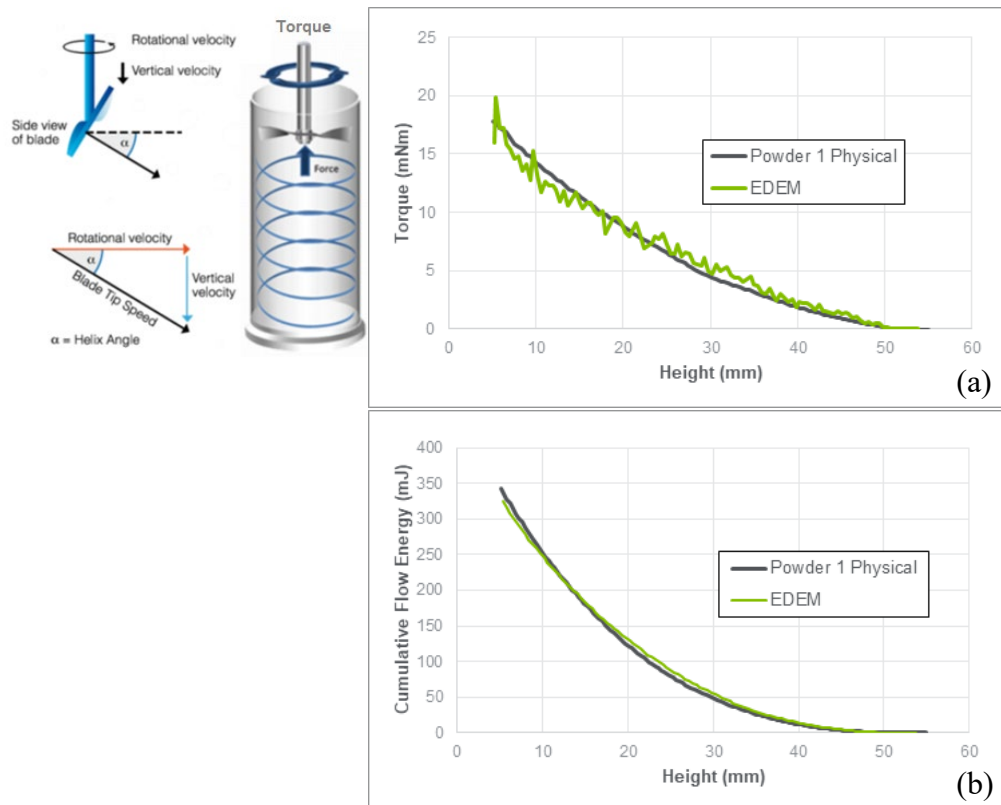 Rotational velocity
Vertical velocity
Side view
of blade
α
Rotational velocity
α
Blade Tip Speed
Vertical
velocity
α = Helix Angle
Torque
Force
25
20
15
10
5
0
Torque (mNm)
Powder 1 Physical
EDEM
0 10 20 30 40 50 60
Height (mm)
(a)
400
350
300
250
200
150
100
50
0
Cumulative Flow Energy (mJ)
Powder 1 Physical
EDEM
0 10 20 30 40 50 60
Height (mm)
(b)